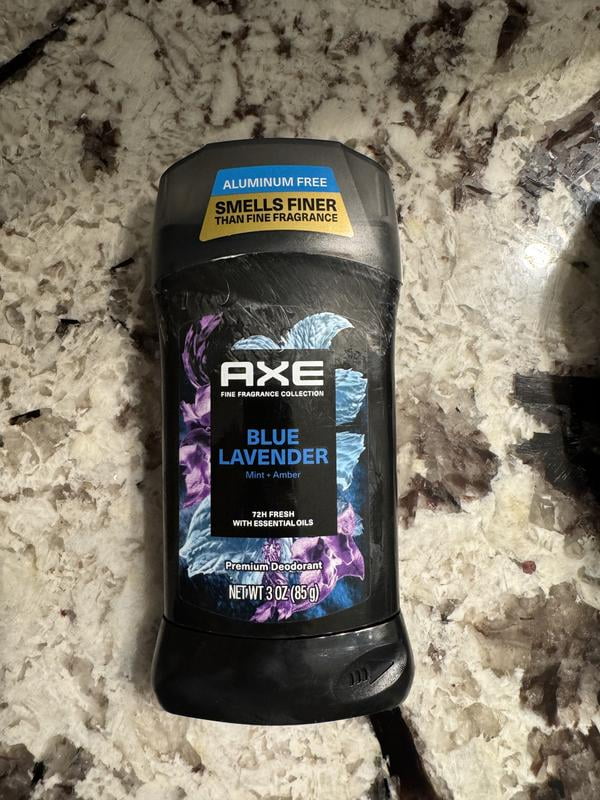 ALUMINUM FREE
SMELLS FINER
THAN FINE FRAGRANCE
AXE
FINE FRAGRANCE COLLECTION
BLUE
LAVENDER
Mint + Amber
72H FRESH
WITH ESSENTIAL OILS
Premium Deodorant
NET WT 3 OZ (85 g)